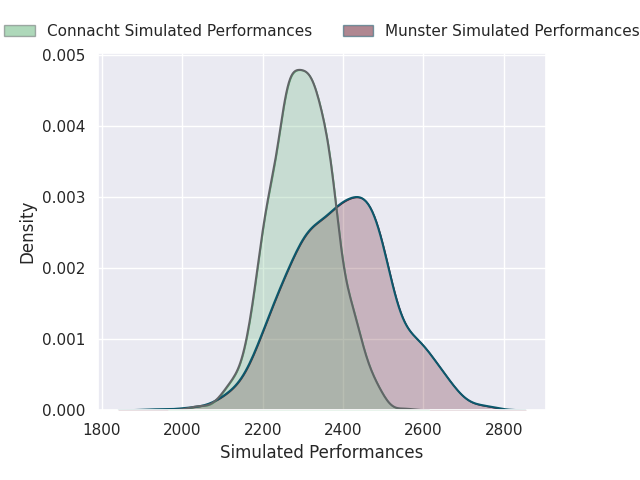 Connacht Simulated Performances
Munster Simulated Performances
0.005
0.004
0.003
0.002
0.001
0.000
Density
1800 2000 2200 2400 2600 2800
Simulated Performances